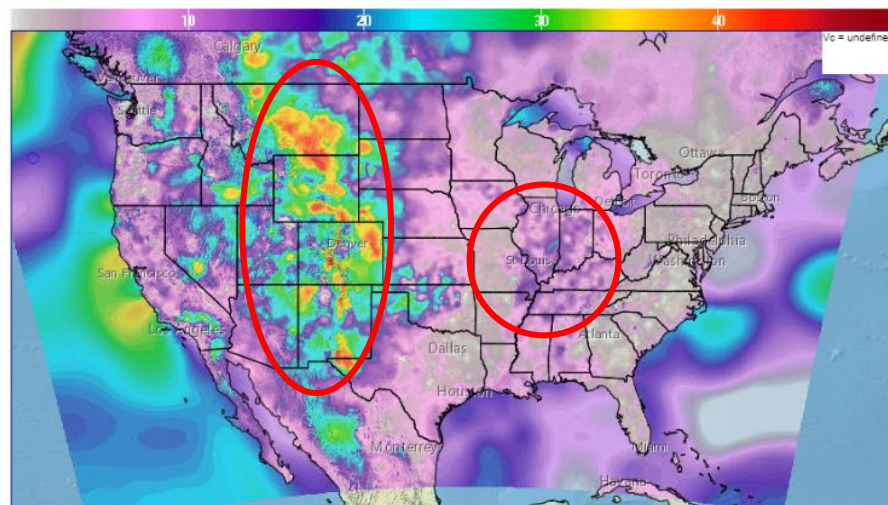 10 20 30 40
Vc = undefine
Calgary
Vancouver
Seattle
Ottawa
Toronto
Boston
Chicago
Detroit
Denver
Philadelphia
St Louis
Washington
San Francisco
Los Angeles
Atlanta
Dallas
Houston
Monterrey
Miami
Havana